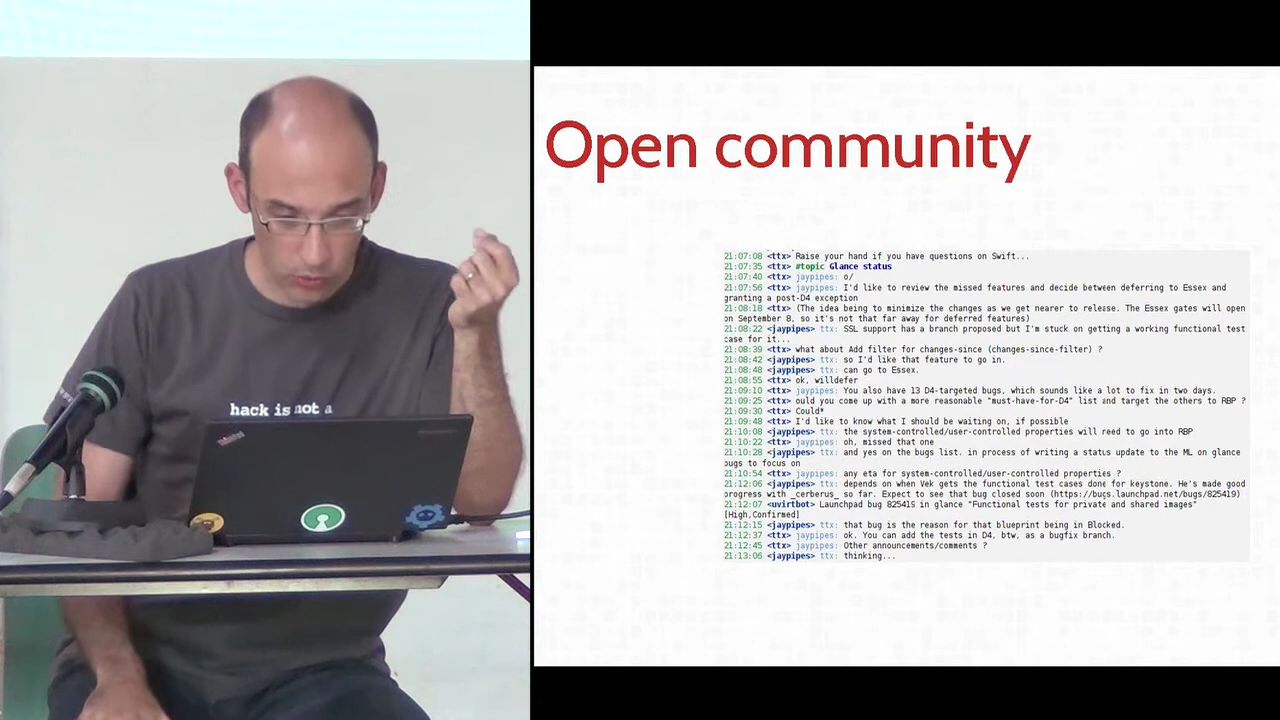 Open community
21:07:08 <ttx> Raise your hand if you have questions on Swift...
21:07:35 <ttx> #topic Glance status
21:07:40 <ttx> jaypipes: o/
21:07:56 <ttx> jaypipes: I'd like to review the missed features and decide between deferring to Essex and
granting a post-D4 exception
21:08:18 <ttx> (The idea being to minimize the changes as we get nearer to release. The Essex gates will open
on September 8, so it's not that far away for deferred features)
21:08:22 <jaypipes> ttx: SSL support has a branch proposed but I'm stuck on getting a working functional test
case for it...
21:08:39 <ttx> what about Add filter for changes-since (changes-since-filter) ?
21:08:42 <jaypipes> ttx: so I'd like that feature to go in.
21:08:48 <jaypipes> ttx: can go to Essex.
21:08:55 <ttx> ok, willdefer
21:09:10 <ttx> jaypipes: You also have 13 D4-targeted bugs, which sounds like a lot to fix in two days.
21:09:25 <ttx> ould you come up with a more reasonable "must-have-for-D4" list and target the others to RBP ?
21:09:30 <ttx> Could*
21:09:48 <ttx> I'd like to know what I should be waiting on, if possible
21:10:08 <jaypipes> ttx: the system-controlled/user-controlled properties will need to go into RBP
21:10:22 <ttx> jaypipes: oh, missed that one
21:10:28 <jaypipes> ttx: and yes on the bugs list. in process of writing a status update to the ML on glance
bugs to focus on
21:10:54 <ttx> jaypipes: any eta for system-controlled/user-controlled properties ?
21:12:06 <jaypipes> ttx: depends on when Vek gets the functional test cases done for keystone. He's made good
progress with _cerberus_ so far. Expect to see that bug closed soon (https://bugs.launchpad.net/bugs/825419)
21:12:07 <uvirtbot> Launchpad bug 825419 in glance "Functional tests for private and shared images"
[High,Confirmed]
21:12:15 <jaypipes> ttx: that bug is the reason for that blueprint being in Blocked.
21:12:37 <ttx> jaypipes: ok. You can add the tests in D4, btw, as a bugfix branch.
21:12:45 <ttx> jaypipes: Other announcements/comments ?
21:13:06 <jaypipes> ttx: thinking...
hack is not a
ThinkPad